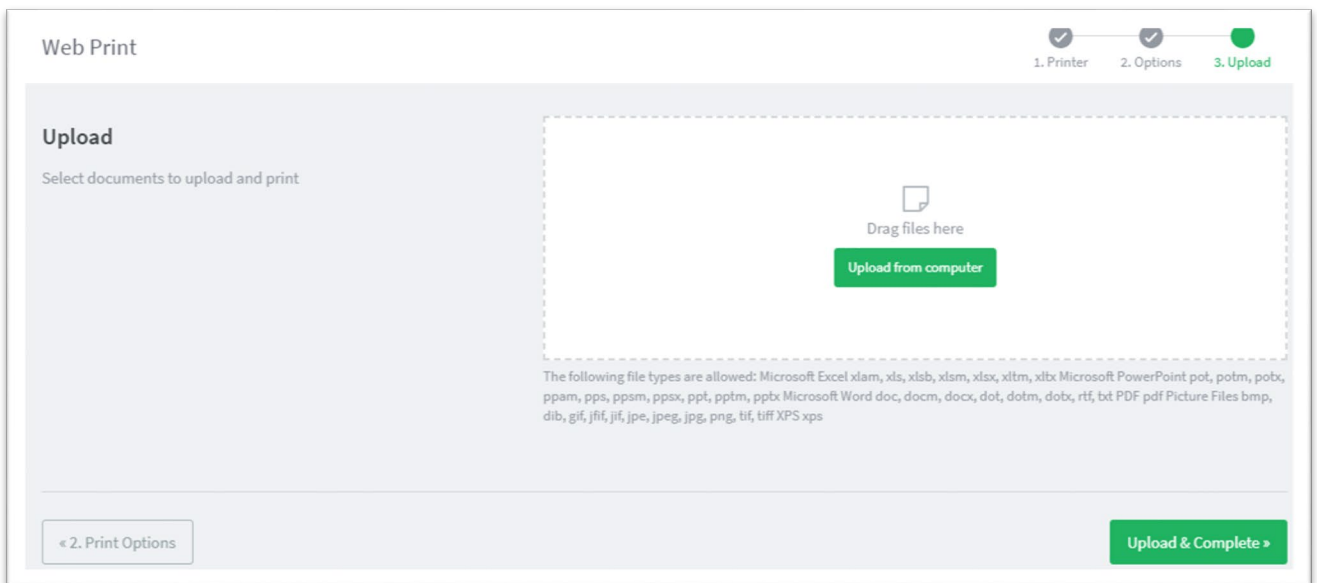 Web Print
1. Printer
2. Options
3. Upload
Upload
Select documents to upload and print
Drag files here
Upload from computer
The following file types are allowed: Microsoft Excel xlam, xls, xlsb, xlsm, xlsx, xltm, xltx Microsoft PowerPoint pot, potm, potx,
ppam, pps, ppsm, ppsx, ppt, pptm, pptx Microsoft Word doc, docm, docx, dot, dotm, dotx, rtf, txt PDF pdf Picture Files bmp,
dib, gif, jfif, jif, jpe, jpeg, jpg, png, tif, tiff XPS xps
« 2. Print Options
Upload & Complete »